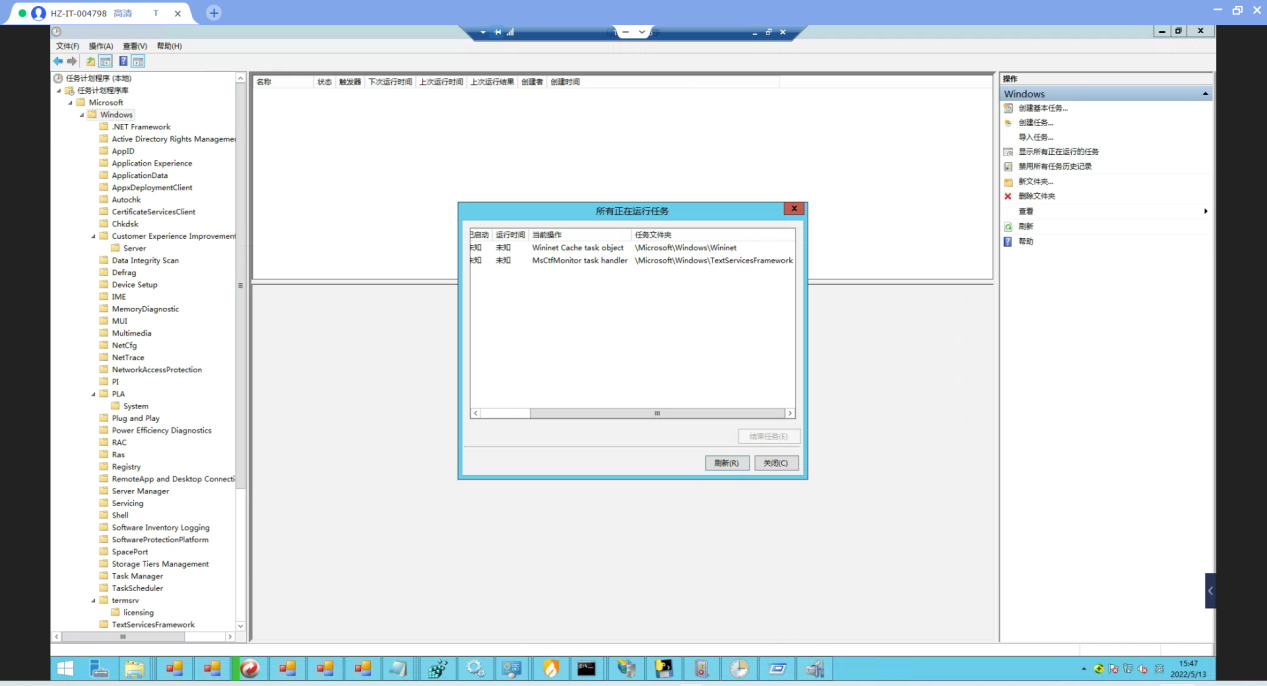 HZ-IT-004798 高清 T
文件(F) 操作(A) 查看(V) 帮助(H)
任务计划程序 (本地)
任务计划程序库
Microsoft
Windows
.NET Framework
Active Directory Rights Managemen
AppID
Application Experience
ApplicationData
AppxDeploymentClient
Autochk
CertificateServicesClient
Chkdsk
Customer Experience Improvement
Server
Data Integrity Scan
Defrag
Device Setup
IME
MemoryDiagnostic
MUI
Multimedia
NetCfg
NetTrace
NetworkAccessProtection
PI
PLA
System
Plug and Play
Power Efficiency Diagnostics
RAC
Ras
Registry
RemoteApp and Desktop Connecti
Server Manager
Servicing
Shell
Software Inventory Logging
SoftwareProtectionPlatform
SpacePort
Storage Tiers Management
Task Manager
TaskScheduler
termsrv
licensing
TextServicesFramework
名称 状态 触发器 下次运行时间 上次运行时间 上次运行结果 创建者 创建时间
所有正在运行任务
已启动 运行时间 当前操作 任务文件夹
未知 未知 Wininet Cache task object \Microsoft\Windows\Wininet
未知 未知 MsCtfMonitor task handler \Microsoft\Windows\TextServicesFramework
结束任务(E)
刷新(R) 关闭(C)
操作
Windows
创建基本任务...
创建任务...
导入任务...
显示所有正在运行的任务
禁用所有任务历史记录
新文件夹...
删除文件夹
查看
刷新
帮助
15:47
2022/5/13